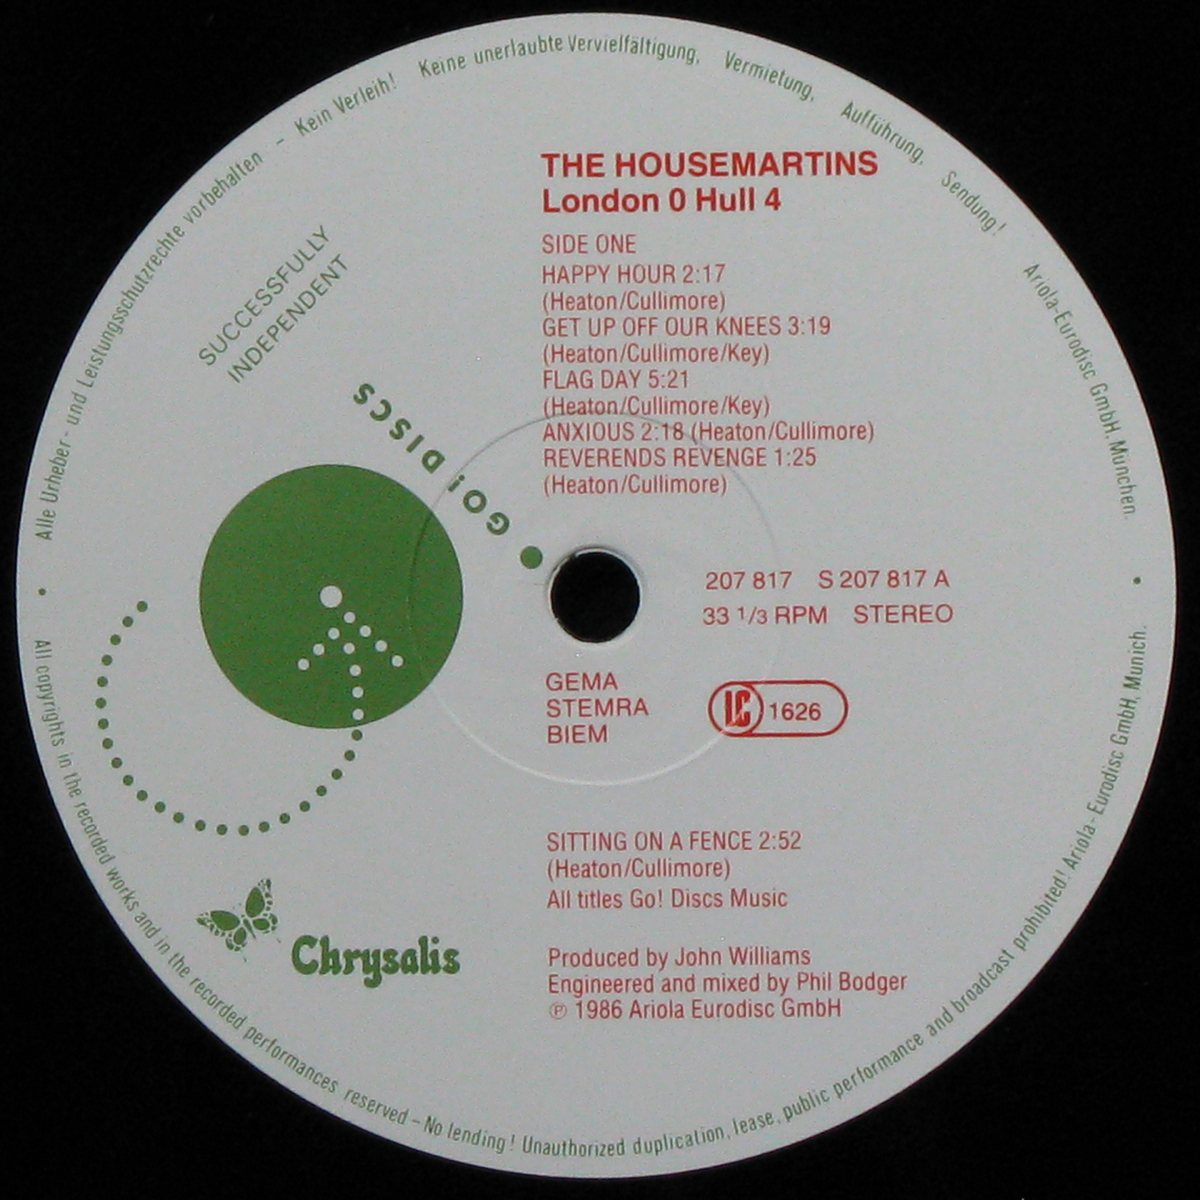 Alle Urheber- und Leistungsschutzrechte vorbehalten – Kein Verleih! Keine unerlaubte Vervielfältigung, Vermietung, Aufführung, Sendung! Ariola-Eurodisc GmbH, München.
THE HOUSEMARTINS
London 0 Hull 4
SIDE ONE
HAPPY HOUR 2:17
(Heaton/Cullimore)
GET UP OFF OUR KNEES 3:19
(Heaton/Cullimore/Key)
FLAG DAY 5:21
(Heaton/Cullimore/Key)
ANXIOUS 2:18 (Heaton/Cullimore)
REVERENDS REVENGE 1:25
(Heaton/Cullimore)
SUCCESSFULLY
INDEPENDENT
GO! DISCS
207 817 S 207 817 A
33 1/3 RPM STEREO
GEMA
STEMRA
BIEM
LC 1626
SITTING ON A FENCE 2:52
(Heaton/Cullimore)
All titles Go! Discs Music
Produced by John Williams
Engineered and mixed by Phil Bodger
℗ 1986 Ariola Eurodisc GmbH
Chrysalis
All copyrights in the recorded works and in the recorded performances reserved – No lending! Unauthorized duplication, lease, public performance and broadcast prohibited! Ariola-Eurodisc GmbH, Munich.